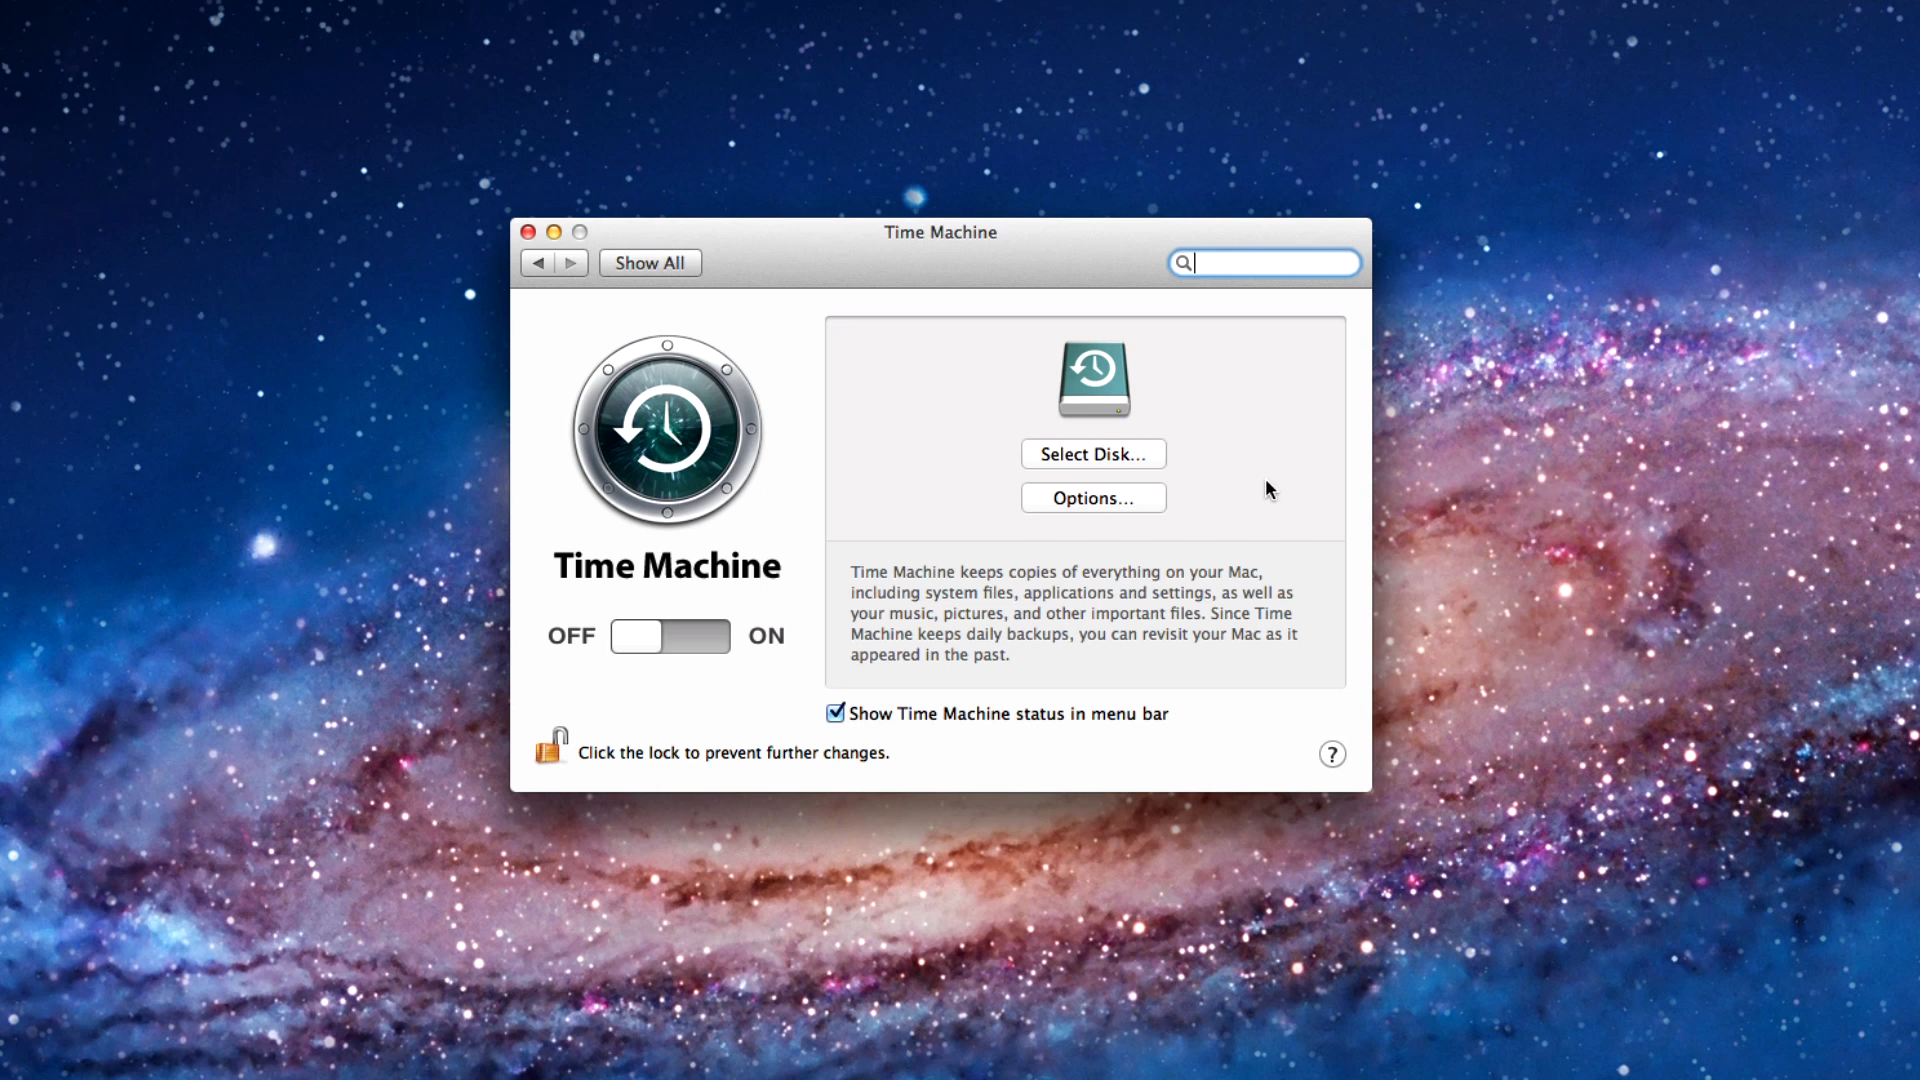 Time Machine
Show All
Select Disk...
Options...
Time Machine
OFF ON
Time Machine keeps copies of everything on your Mac,
including system files, applications and settings, as well as
your music, pictures, and other important files. Since Time
Machine keeps daily backups, you can revisit your Mac as it
appeared in the past.
Show Time Machine status in menu bar
Click the lock to prevent further changes.
?